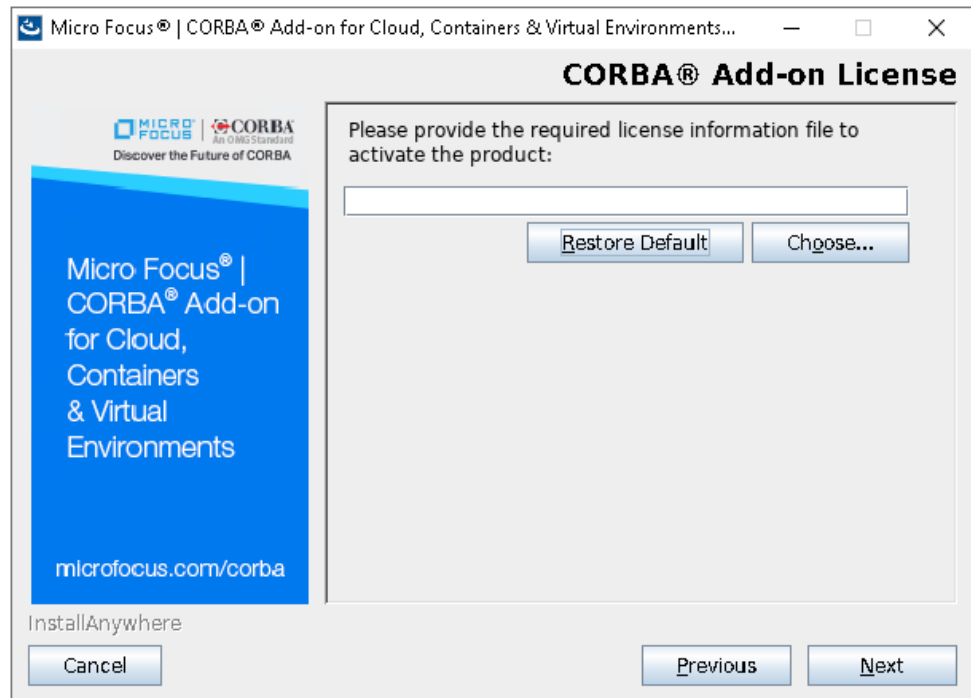 Micro Focus® | CORBA® Add-on for Cloud, Containers & Virtual Environments...
CORBA® Add-on License
MICRO FOCUS | CORBA
An OMG Standard
Discover the Future of CORBA
Micro Focus® |
CORBA® Add-on
for Cloud,
Containers
& Virtual
Environments
microfocus.com/corba
Please provide the required license information file to
activate the product:
Restore Default
Choose...
InstallAnywhere
Cancel
Previous
Next